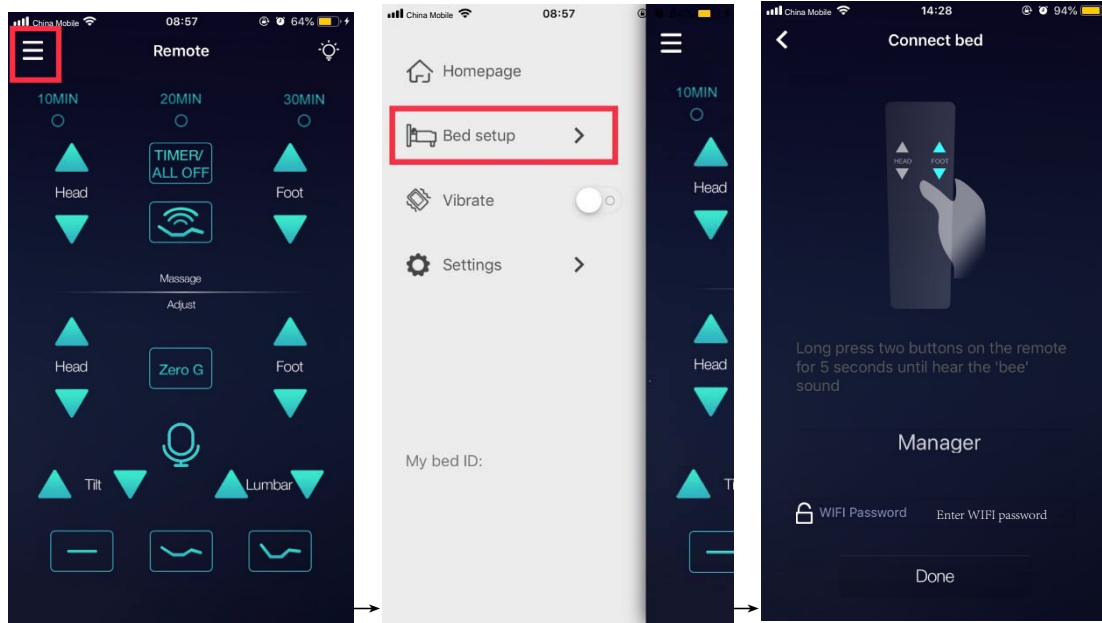 China Mobile 08:57 64%
Remote
10MIN 20MIN 30MIN
TIMER/
ALL OFF
Head Foot
Massage
Adjust
Head Zero G Foot
Tilt Lumbar
China Mobile 08:57
Homepage
Bed setup
Vibrate
Settings
My bed ID:
10MIN
Head
Head
Ti
China Mobile 14:28 94%
Connect bed
HEAD FOOT
Long press two buttons on the remote
for 5 seconds until hear the 'bee'
sound
Manager
WIFI Password Enter WIFI password
Done